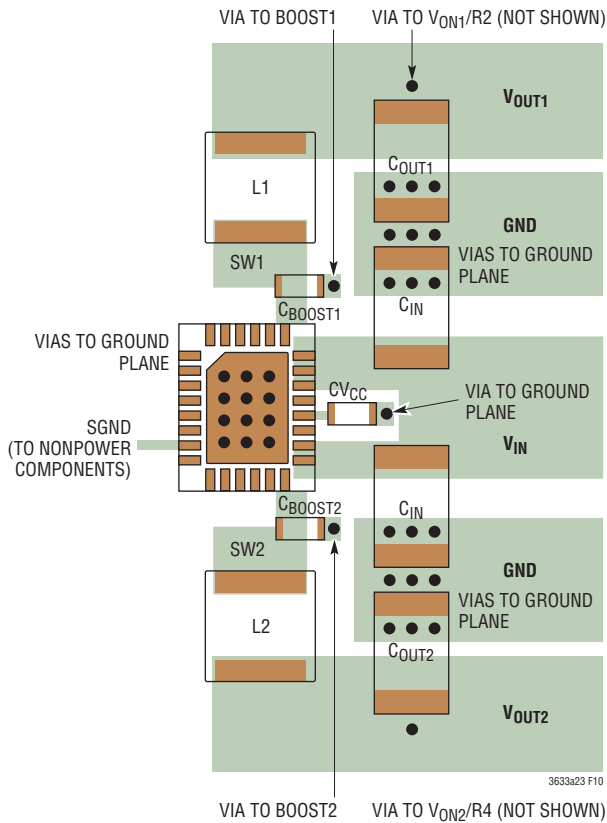 VIA TO BOOST1
VIA TO VON1/R2 (NOT SHOWN)
VOUT1
COUT1
L1
GND
VIAS TO GROUND
PLANE
SW1
CBOOST1
CIN
VIAS TO GROUND
PLANE
CVCC
VIA TO GROUND
PLANE
SGND
(TO NONPOWER
COMPONENTS)
VIN
CBOOST2
CIN
SW2
GND
VIAS TO GROUND
PLANE
L2
COUT2
VOUT2
3633a23 F10
VIA TO BOOST2
VIA TO VON2/R4 (NOT SHOWN)